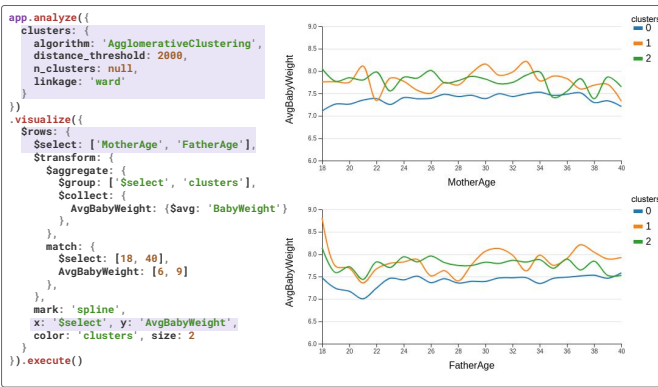 app.analyze({
clusters: {
algorithm: 'AgglomerativeClustering',
distance_threshold: 2000,
n_clusters: null,
linkage: 'ward'
}
})
.visualize({
$rows: {
$select: ['MotherAge', 'FatherAge'],
$transform: {
$aggregate: {
$group: ['$select', 'clusters'],
$collect: {
AvgBabyWeight: {$avg: 'BabyWeight'}
},
},
match: {
$select: [18, 40],
AvgBabyWeight: [6, 9]
},
},
mark: 'spline',
x: '$select', y: 'AvgBabyWeight',
color: 'clusters', size: 2
}
}).execute()
clusters
0
1
2
9.0
8.5
8.0
7.5
7.0
6.5
6.0
AvgBabyWeight
18 20 22 24 26 28 30 32 34 36 38 40
MotherAge
clusters
0
1
2
9.0
8.5
8.0
7.5
7.0
6.5
6.0
AvgBabyWeight
18 20 22 24 26 28 30 32 34 36 38 40
FatherAge